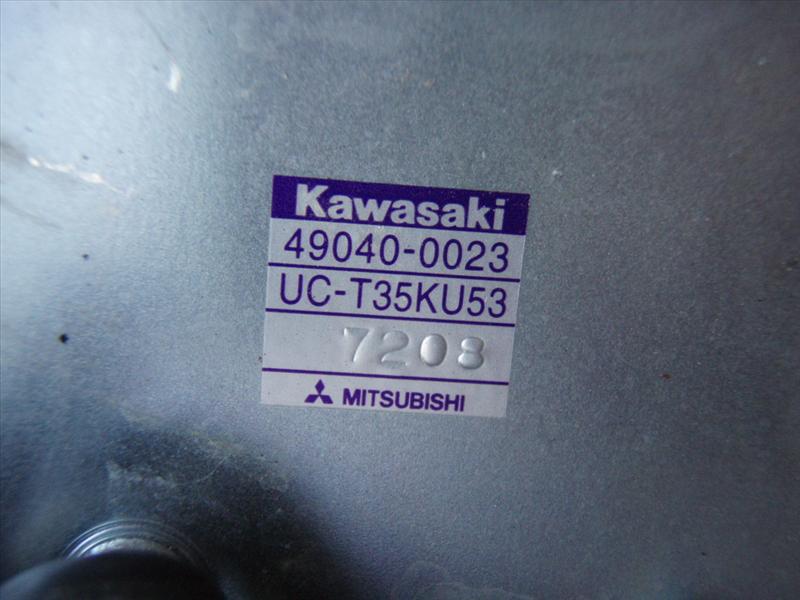 Kawasaki
49040-0023
UC-T35KU53
7208
MITSUBISHI